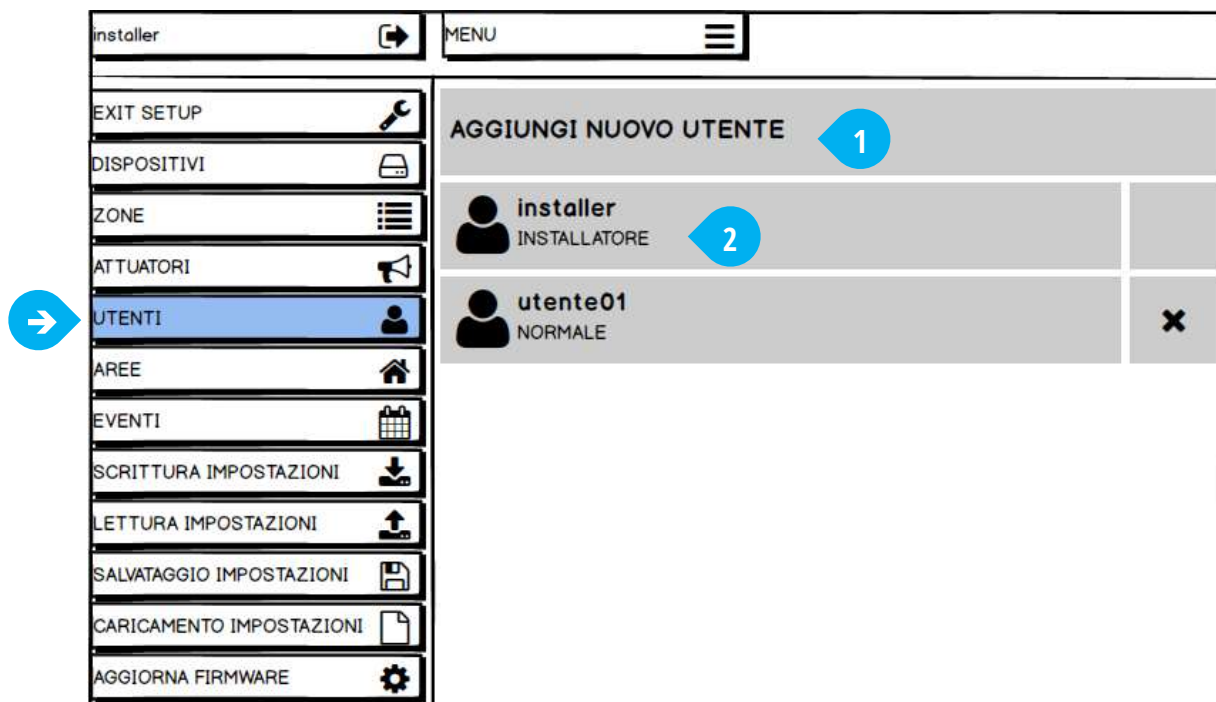 installer
MENU
EXIT SETUP
DISPOSITIVI
ZONE
ATTUATORI
UTENTI
AREE
EVENTI
SCRITTURA IMPOSTAZIONI
LETTURA IMPOSTAZIONI
SALVATAGGIO IMPOSTAZIONI
CARICAMENTO IMPOSTAZIONI
AGGIORNA FIRMWARE
AGGIUNGI NUOVO UTENTE
1
installer
INSTALLATORE
2
utente01
NORMALE